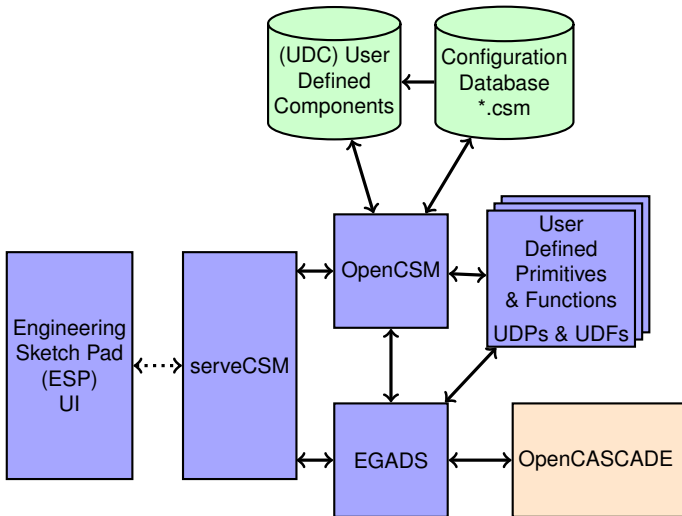 (UDC) User
Defined
Components
Configuration
Database
*.csm
User
Defined
Primitives
& Functions
UDPs & UDFs
OpenCSM
Engineering
Sketch Pad
(ESP)
UI
serveCSM
EGADS
OpenCASCADE